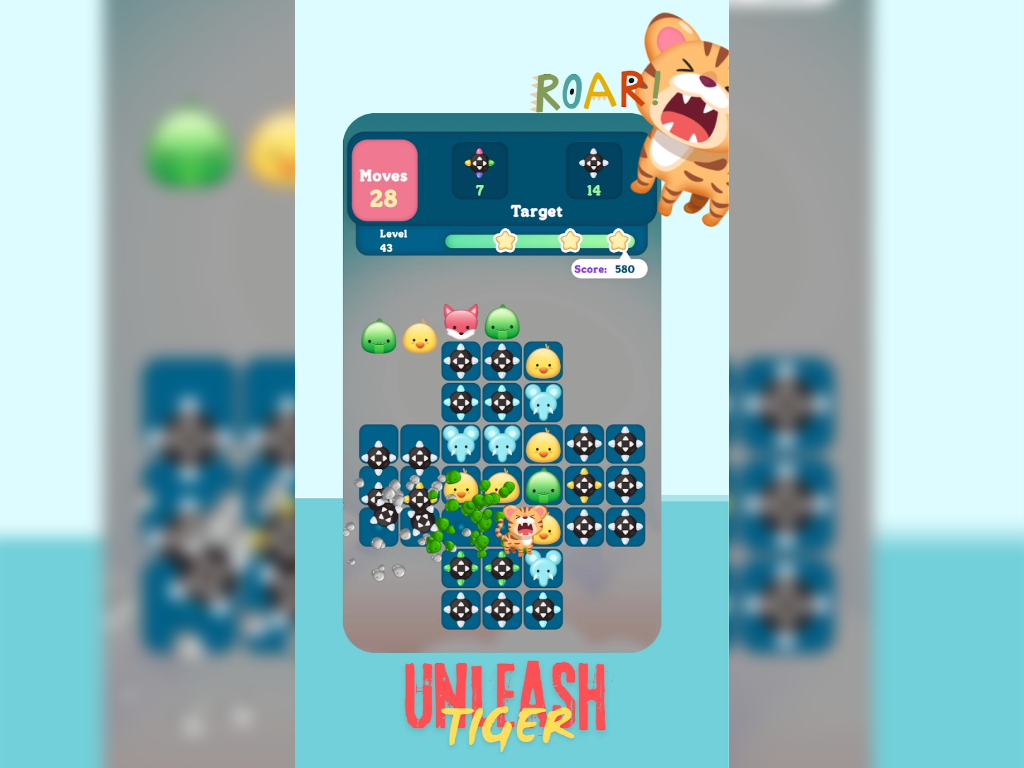 ROAR!
Moves
28
7
14
Target
Level
43
Score: 580
UNLEASH
TIGER